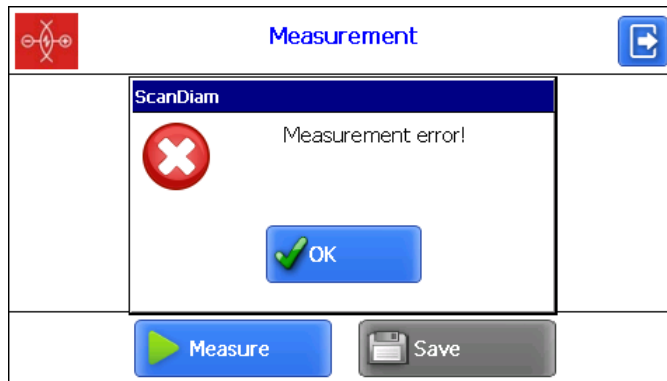 Measurement
ScanDiam
Measurement error!
OK
Measure
Save